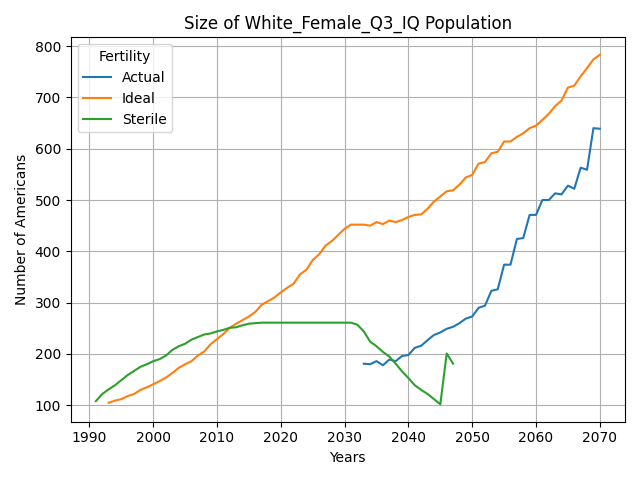 Size of White_Female_Q3_IQ Population
Fertility
Actual
Ideal
Sterile
Number of Americans
800
700
600
500
400
300
200
100
1990
2000
2010
2020
2030
2040
2050
2060
2070
Years